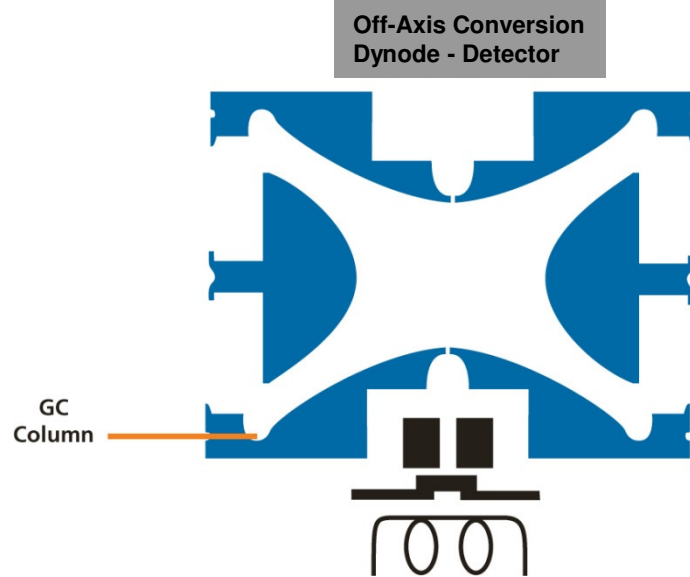 Off-Axis Conversion
Dynode - Detector
GC
Column